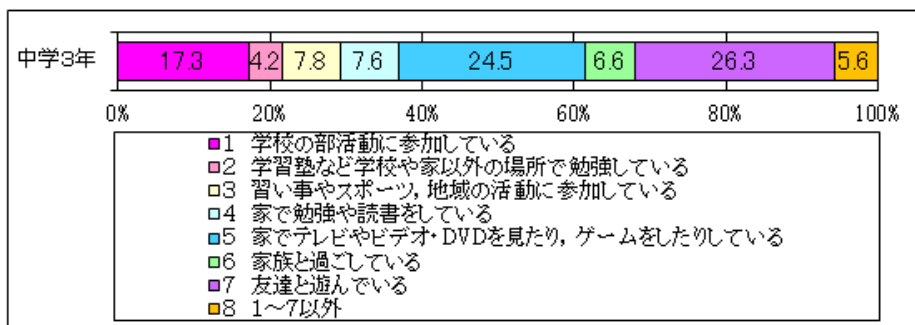 中学3年
17.3 4.2 7.8 7.6 24.5 6.6 26.3 5.6
0% 20% 40% 60% 80% 100%
1 学校の部活動に参加している
2 学習塾など学校や家以外の場所で勉強している
3 習い事やスポーツ，地域の活動に参加している
4 家で勉強や読書をしている
5 家でテレビやビデオ・DVDを見たり，ゲームをしたりしている
6 家族と過ごしている
7 友達と遊んでいる
8 1～7以外